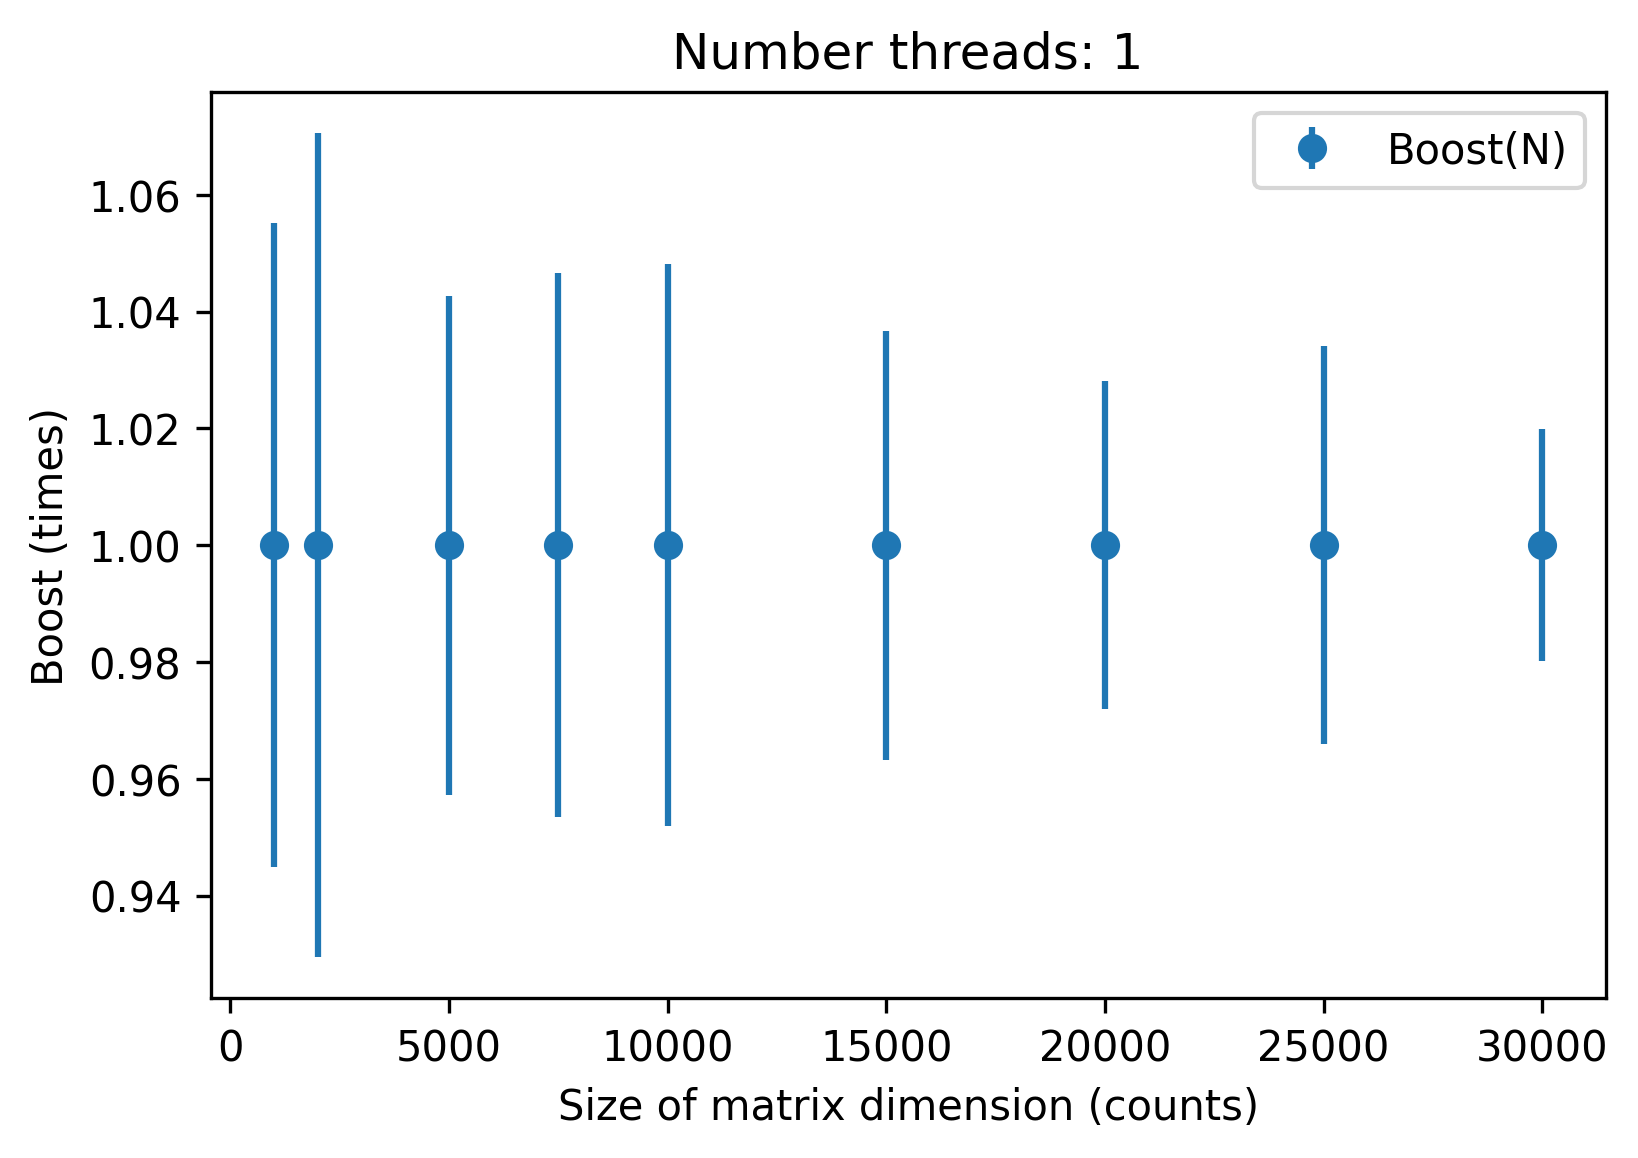 Number threads: 1
Boost(N)
1.06
1.04
1.02
1.00
0.98
0.96
0.94
Boost (times)
0 5000 10000 15000 20000 25000 30000
Size of matrix dimension (counts)